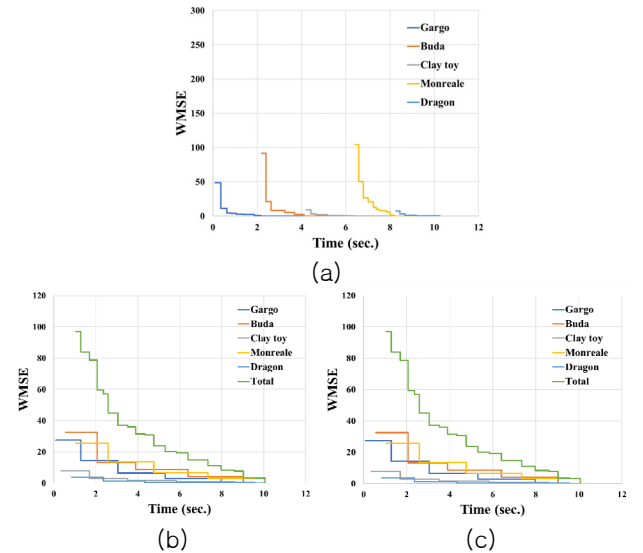 300
250
200
150
100
50
0
WMSE
0 2 4 6 8 10 12
Time (sec.)
Gargo
Buda
Clay toy
Monreale
Dragon
(a)
120
100
80
60
40
20
0
WMSE
0 2 4 6 8 10 12
Time (sec.)
Gargo
Buda
Clay toy
Monreale
Dragon
Total
(b)
120
100
80
60
40
20
0
WMSE
0 2 4 6 8 10 12
Time (sec.)
Gargo
Buda
Clay toy
Monreale
Dragon
Total
(c)